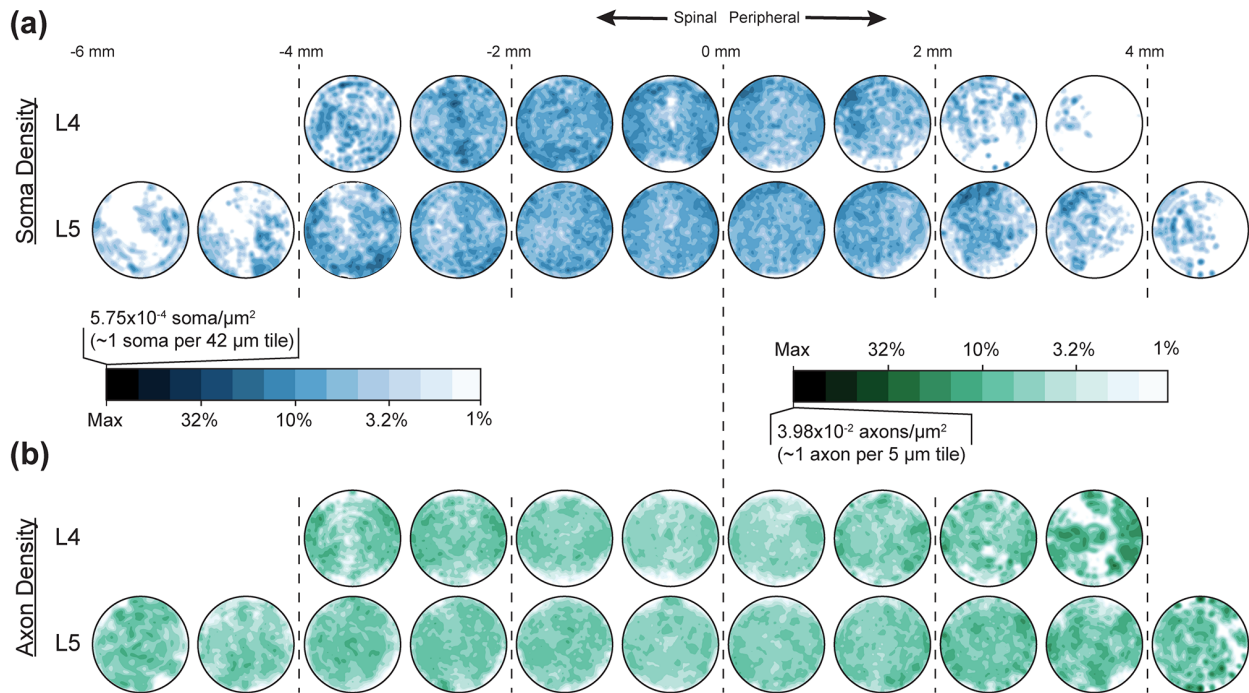 (a)
Spinal Peripheral
-6 mm -4 mm -2 mm 0 mm 2 mm 4 mm
Soma Density
L4
L5
5.75x10⁻⁴ soma/µm²
(~1 soma per 42 µm tile)
Max 32% 10% 3.2% 1%
Max 32% 10% 3.2% 1%
3.98x10⁻² axons/µm²
(~1 axon per 5 µm tile)
(b)
Axon Density
L4
L5